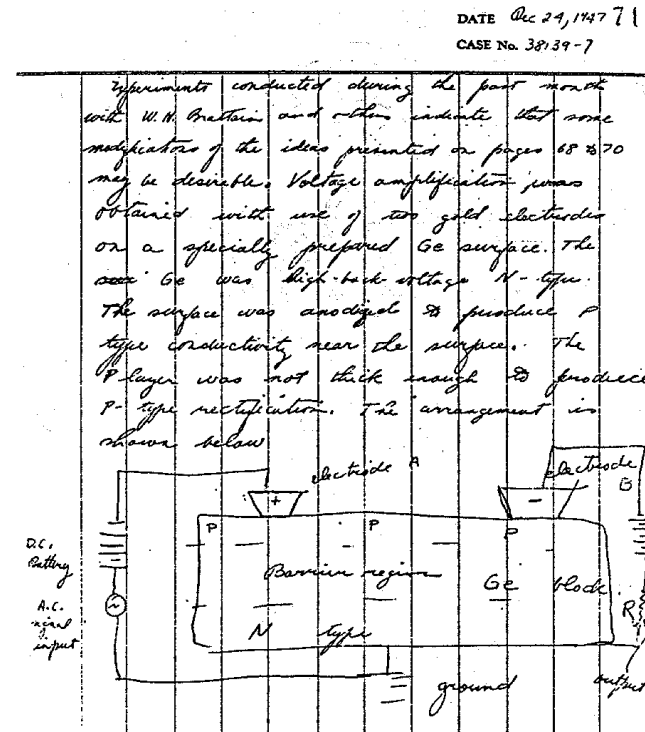 DATE Dec 24, 1947 71
CASE No. 38139-7
Experiments conducted during the past month
with W. H. Brattain and others indicate that some
modifications of the ideas presented on pages 68 to 70
may be desirable. Voltage amplification was
obtained with use of two gold electrodes
on a specially prepared Ge surface. The
Ge was high-back-voltage N-type.
The surface was anodized to produce P
type conductivity near the surface. The
P layer was not thick enough to produce
P-type rectification. The arrangement is
shown below
electrode A
electrode B
+
-
P P P
D.C. Battery
Barrier region Ge block
A.C. signal input
R
N type
ground
output